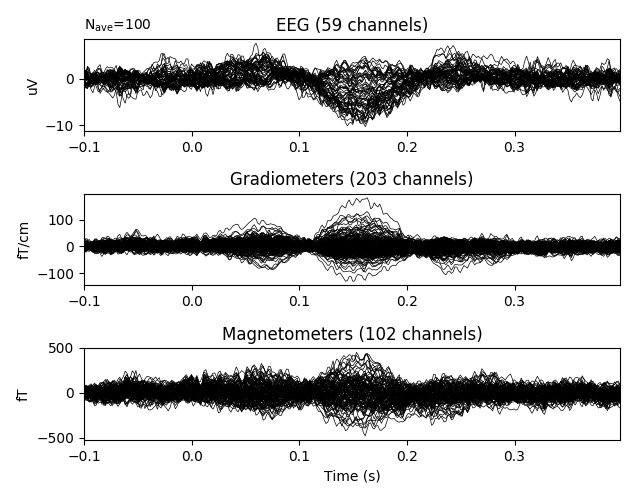 N_ave=100
EEG (59 channels)
uV
0
−10
−0.1 0.0 0.1 0.2 0.3
Gradiometers (203 channels)
fT/cm
100
0
−100
−0.1 0.0 0.1 0.2 0.3
Magnetometers (102 channels)
fT
500
0
−500
−0.1 0.0 0.1 0.2 0.3
Time (s)